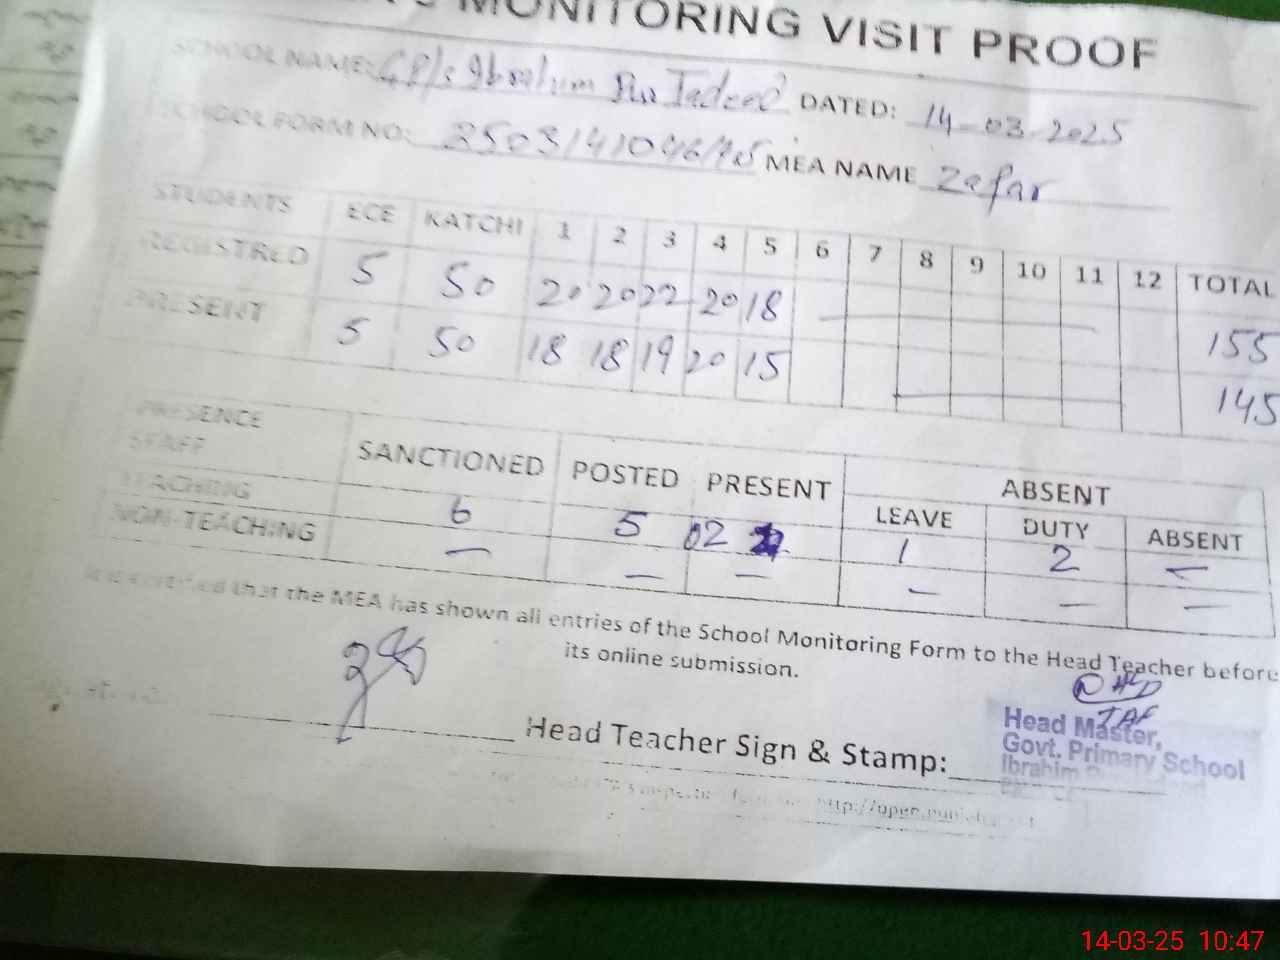 MONITORING VISIT PROOF
SCHOOL NAME: DATED: 14-03-2025
SCHOOL FORM NO: MEA NAME Zafar
STUDENTS ECE KATCHI 1 2 3 4 5 6 7 8 9 10 11 12 TOTAL
REGISTRED 5 50 20 20 22 20 18 155
PRESENT 5 50 18 18 19 20 15 145
PRESENCE
STAFF SANCTIONED POSTED PRESENT ABSENT
LEAVE DUTY ABSENT
TEACHING 6 5 02 1 2 –
NON-TEACHING – – – – – –
that the MEA has shown all entries of the School Monitoring Form to the Head Teacher before
its online submission.
Head Teacher Sign & Stamp:
Head Master,
Govt. Primary School
Ibrahim
http://open.
14-03-25 10:47